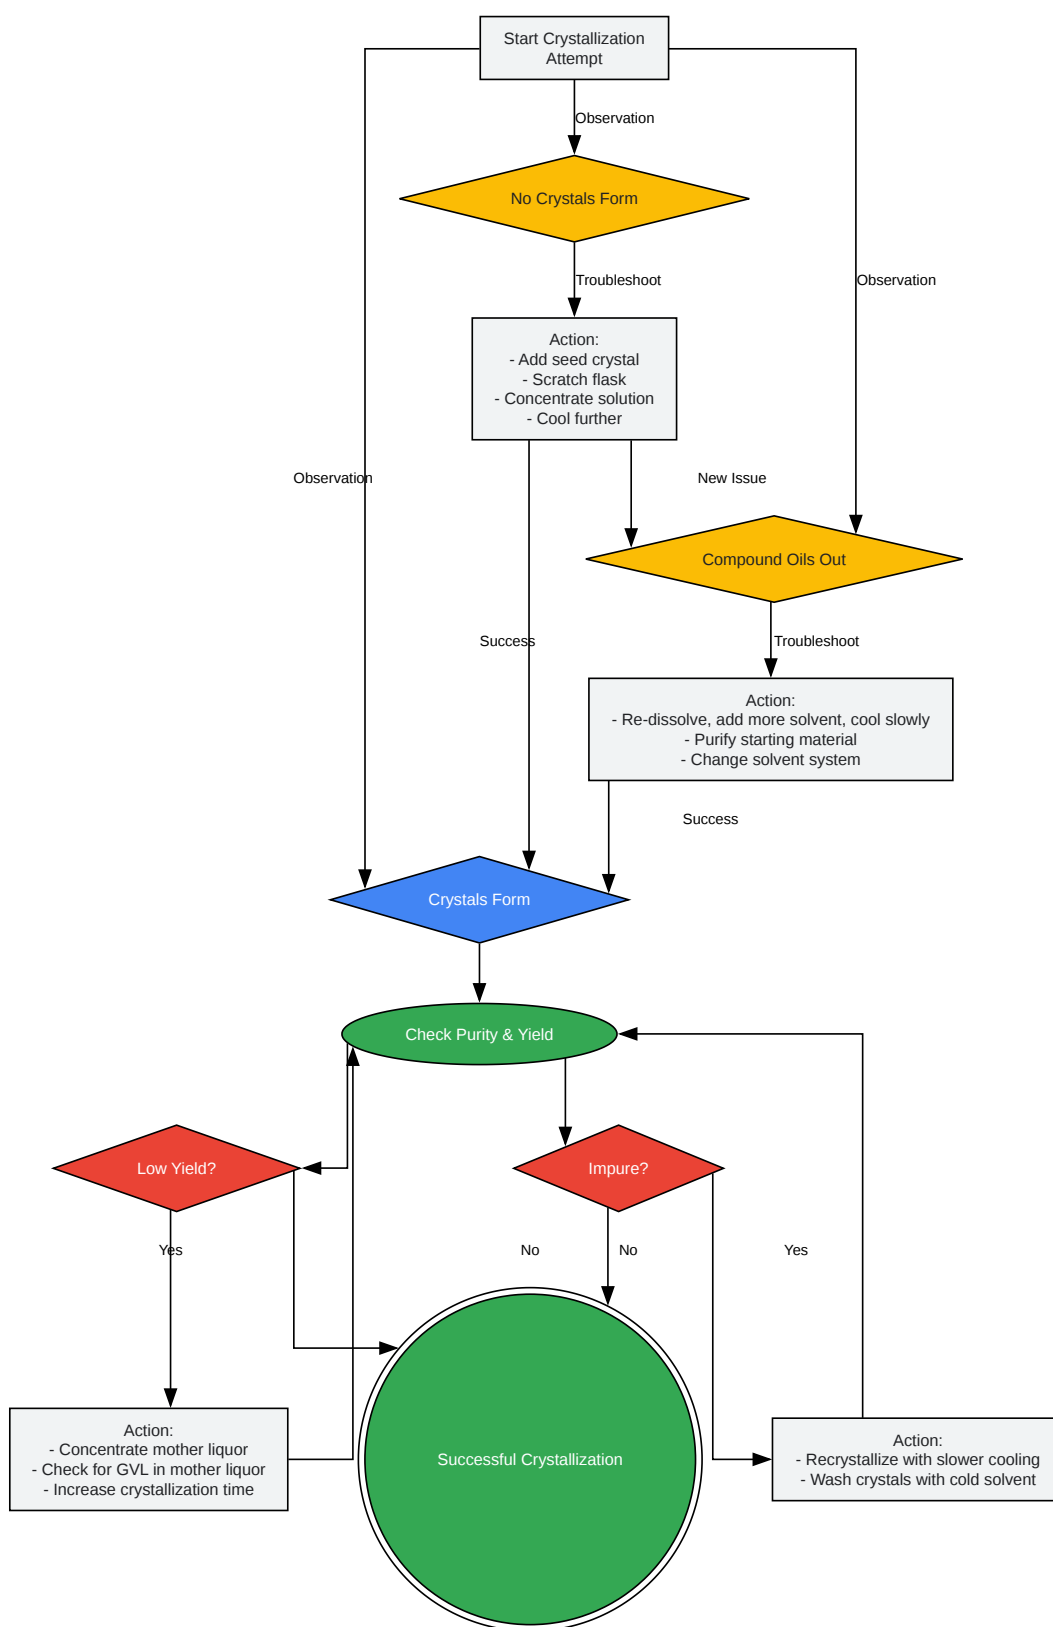 Start Crystallization
Attempt
Observation
No Crystals Form
Troubleshoot
Observation
Action:
- Add seed crystal
- Scratch flask
- Concentrate solution
- Cool further
Observation
New Issue
Compound Oils Out
Success
Troubleshoot
Action:
- Re-dissolve, add more solvent, cool slowly
- Purify starting material
- Change solvent system
Success
Crystals Form
Check Purity & Yield
Low Yield?
Impure?
Yes
No
No
Yes
Action:
- Concentrate mother liquor
- Check for GVL in mother liquor
- Increase crystallization time
Successful Crystallization
Action:
- Recrystallize with slower cooling
- Wash crystals with cold solvent